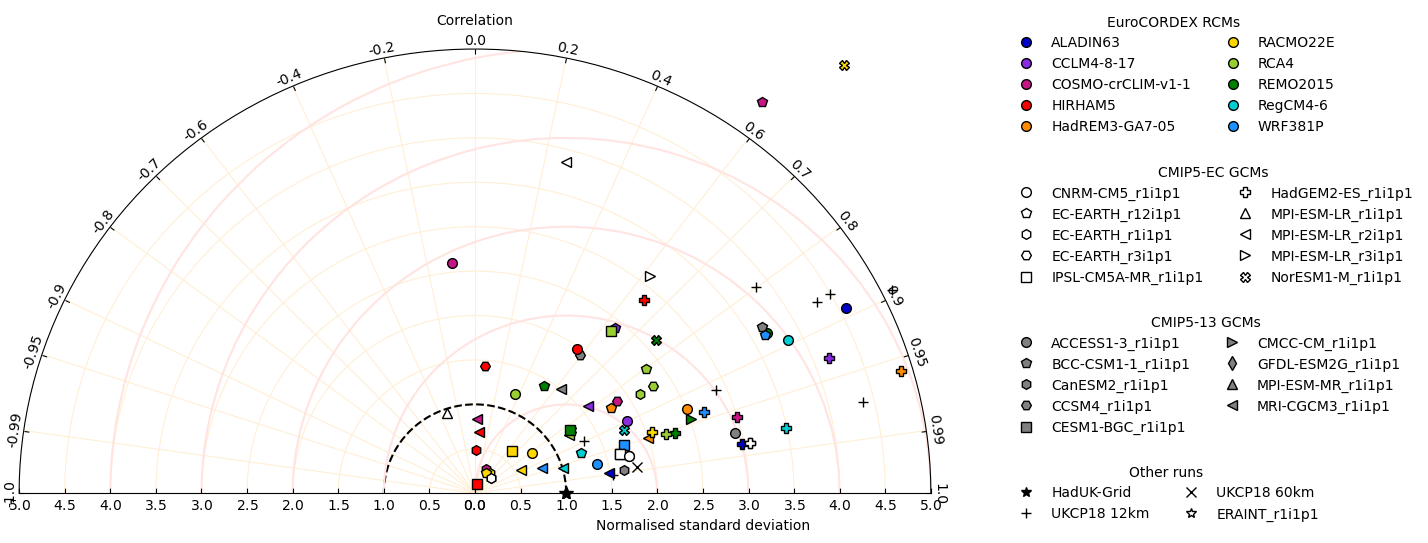 Correlation
0.0
-0.2
0.2
-0.4
0.4
-0.6
0.6
-0.7
0.7
-0.8
0.8
-0.9
0.9
-0.95
0.95
-0.99
0.99
-1.0
1.0
5.0 4.5 4.0 3.5 3.0 2.5 2.0 1.5 1.0 0.5 0.0 0.5 1.0 1.5 2.0 2.5 3.0 3.5 4.0 4.5 5.0
Normalised standard deviation
EuroCORDEX RCMs
ALADIN63 RACMO22E
CCLM4-8-17 RCA4
COSMO-crCLIM-v1-1 REMO2015
HIRHAM5 RegCM4-6
HadREM3-GA7-05 WRF381P
CMIP5-EC GCMs
CNRM-CM5_r1i1p1 HadGEM2-ES_r1i1p1
EC-EARTH_r12i1p1 MPI-ESM-LR_r1i1p1
EC-EARTH_r1i1p1 MPI-ESM-LR_r2i1p1
EC-EARTH_r3i1p1 MPI-ESM-LR_r3i1p1
IPSL-CM5A-MR_r1i1p1 NorESM1-M_r1i1p1
CMIP5-13 GCMs
ACCESS1-3_r1i1p1 CMCC-CM_r1i1p1
BCC-CSM1-1_r1i1p1 GFDL-ESM2G_r1i1p1
CanESM2_r1i1p1 MPI-ESM-MR_r1i1p1
CCSM4_r1i1p1 MRI-CGCM3_r1i1p1
CESM1-BGC_r1i1p1
Other runs
HadUK-Grid UKCP18 60km
UKCP18 12km ERAINT_r1i1p1